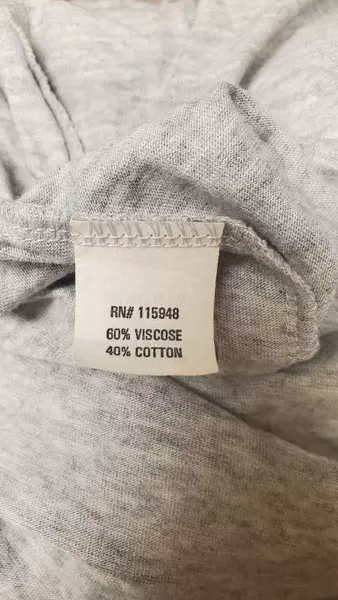 RN# 115948
60% VISCOSE
40% COTTON